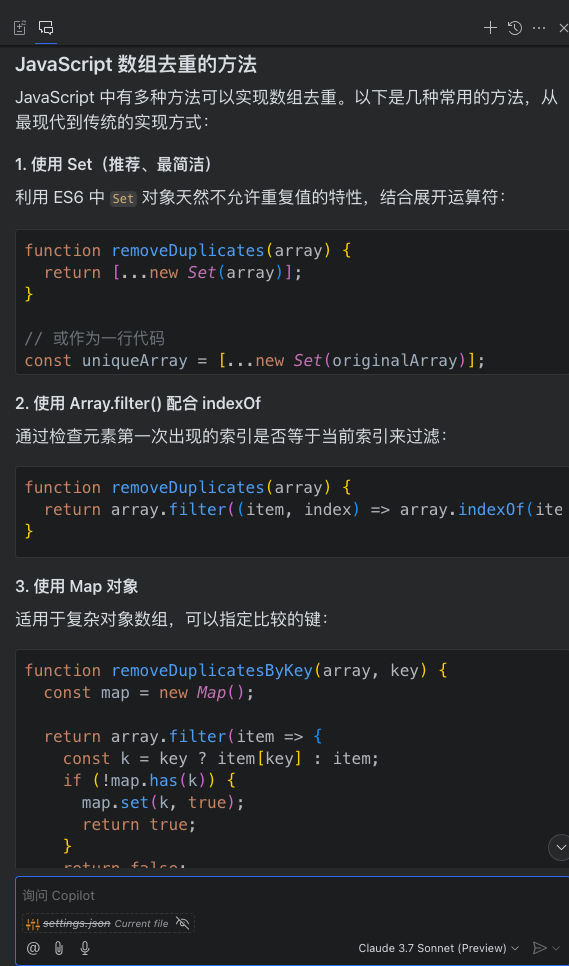 JavaScript 数组去重的方法
JavaScript 中有多种方法可以实现数组去重。以下是几种常用的方法，从
最现代到传统的实现方式：
1. 使用 Set（推荐、最简洁）
利用 ES6 中 Set 对象天然不允许重复值的特性，结合展开运算符：
function removeDuplicates(array) {
  return [...new Set(array)];
}
// 或作为一行代码
const uniqueArray = [...new Set(originalArray)];
2. 使用 Array.filter() 配合 indexOf
通过检查元素第一次出现的索引是否等于当前索引来过滤：
function removeDuplicates(array) {
  return array.filter((item, index) => array.indexOf(ite
}
3. 使用 Map 对象
适用于复杂对象数组，可以指定比较的键：
function removeDuplicatesByKey(array, key) {
  const map = new Map();
  return array.filter(item => {
    const k = key ? item[key] : item;
    if (!map.has(k)) {
      map.set(k, true);
      return true;
    }
    return false;
询问 Copilot
settings.json Current file
Claude 3.7 Sonnet (Preview)